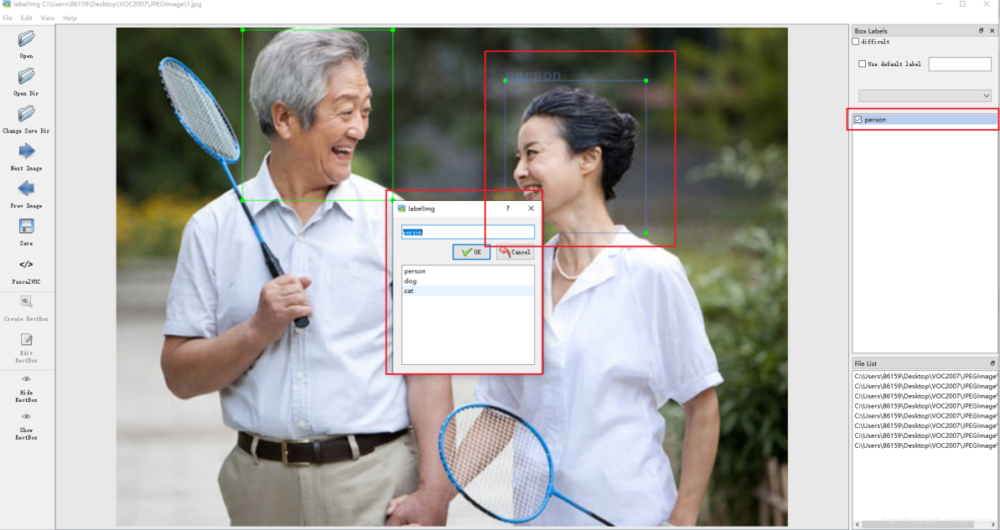 labelImg C:\Users\86159\Desktop\VOC2007\JPEGImage\1.jpg
File Edit View Help
Open
Open Dir
Change Save Dir
Next Image
Prev Image
Save
</>
PascalVOC
Create RectBox
Edit
RectBox
Hide
RectBox
Show
RectBox
person
labelImg ? ×
person
OK Cancel
person
dog
cat
Box Labels
difficult
Use default label
person
File List
C:\Users\86159\Desktop\VOC2007\JPEGImage\
C:\Users\86159\Desktop\VOC2007\JPEGImage\
C:\Users\86159\Desktop\VOC2007\JPEGImage\
C:\Users\86159\Desktop\VOC2007\JPEGImage\
C:\Users\86159\Desktop\VOC2007\JPEGImage\
C:\Users\86159\Desktop\VOC2007\JPEGImage\
C:\Users\86159\Desktop\VOC2007\JPEGImage\
C:\Users\86159\Desktop\VOC2007\JPEGImage\